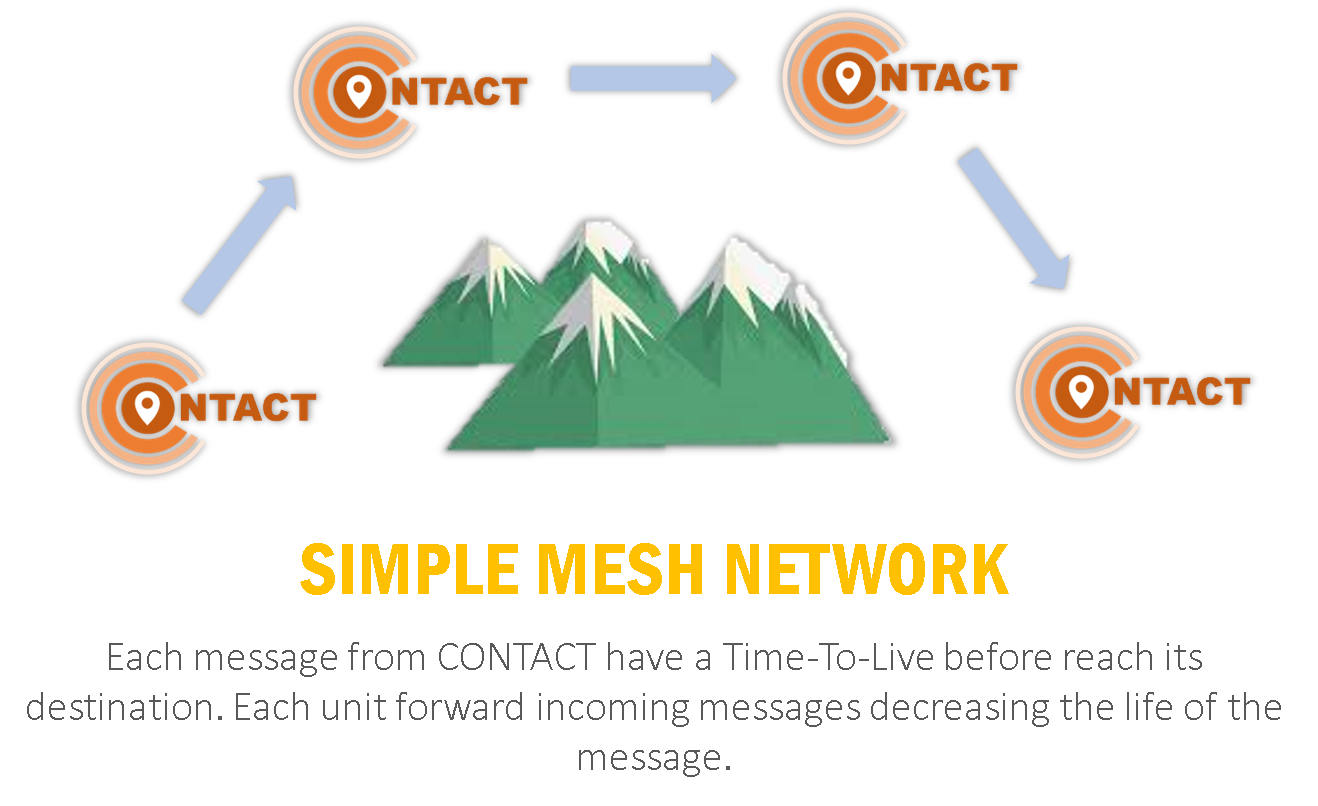 CONTACT
CONTACT
CONTACT
CONTACT
SIMPLE MESH NETWORK
Each message from CONTACT have a Time-To-Live before reach its
destination. Each unit forward incoming messages decreasing the life of the
message.